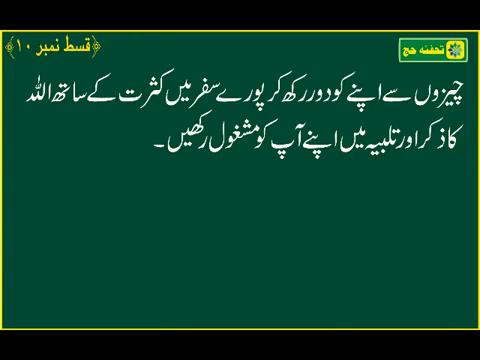 تحفۂ حج
﴿قسط نمبر ۱۰﴾
چیزوں سے اپنے کو دور رکھ کر پورے سفر میں کثرت کے ساتھ اللہ
کا ذکر اور تلبیہ میں اپنے آپ کو مشغول رکھیں۔